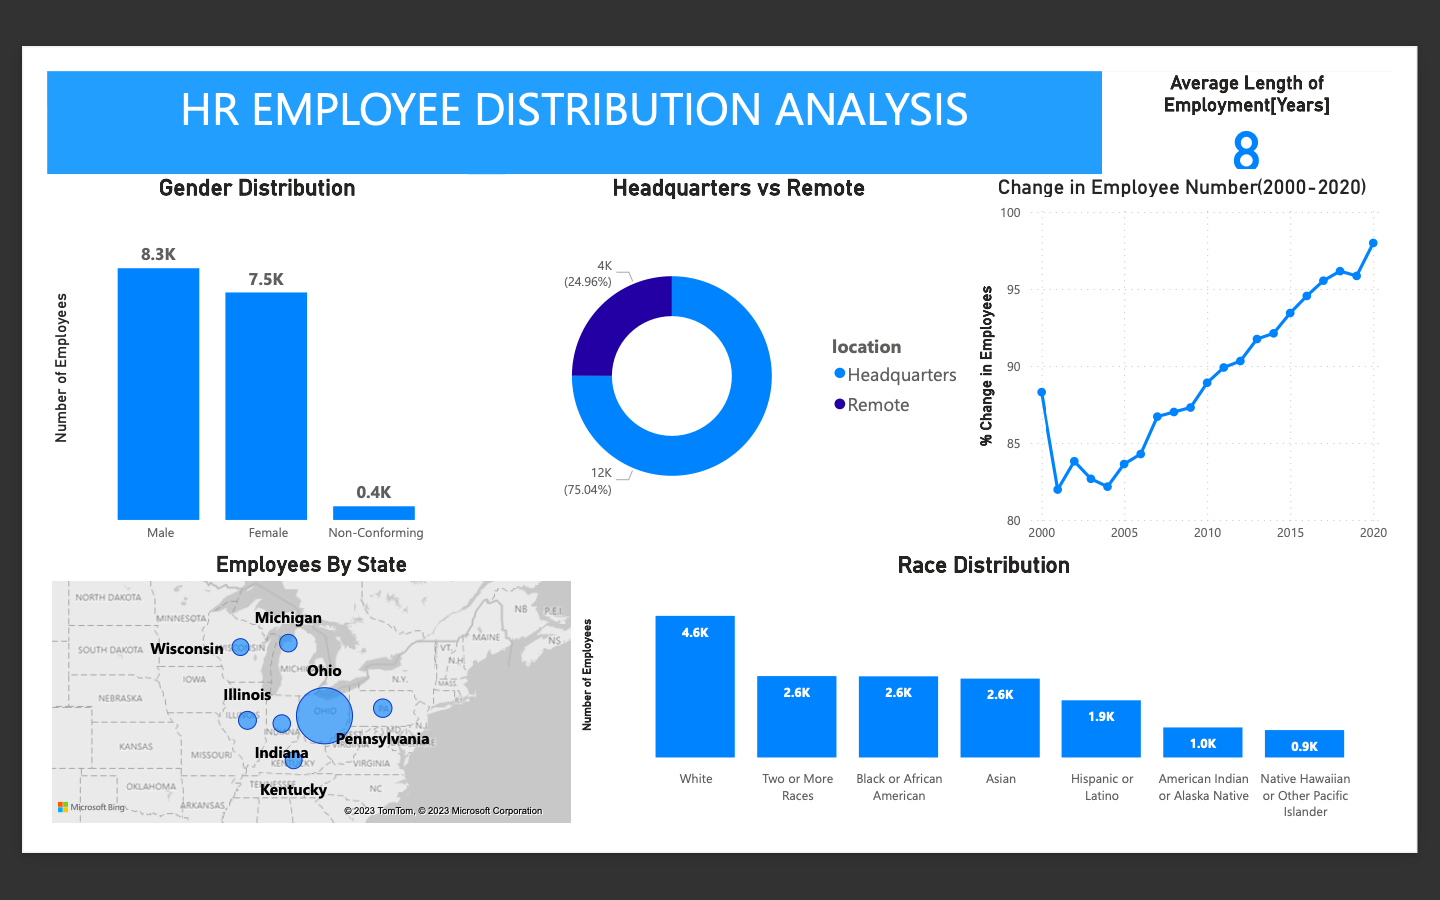 HR EMPLOYEE DISTRIBUTION ANALYSIS
Average Length of
Employment[Years]
8
Gender Distribution
Number of Employees
8.3K
7.5K
0.4K
Male
Female
Non-Conforming
Headquarters vs Remote
4K
(24.96%)
12K
(75.04%)
location
Headquarters
Remote
Change in Employee Number(2000-2020)
% Change in Employees
100
95
90
85
80
2000
2005
2010
2015
2020
Employees By State
NORTH DAKOTA
MINNESOTA
SOUTH DAKOTA
IOWA
NEBRASKA
KANSAS
MISSOURI
OKLAHOMA
ARKANSAS
NB
P.E.I.
NS
MAINE
VT.
N.H.
MASS.
N.Y.
CT
N.J.
PA
OHIO
VIRGINIA
NC
Michigan
Wisconsin
Ohio
Illinois
Pennsylvania
Indiana
Kentucky
Microsoft Bing
© 2023 TomTom, © 2023 Microsoft Corporation
Race Distribution
Number of Employees
4.6K
2.6K
2.6K
2.6K
1.9K
1.0K
0.9K
White
Two or More
Races
Black or African
American
Asian
Hispanic or
Latino
American Indian
or Alaska Native
Native Hawaiian
or Other Pacific
Islander